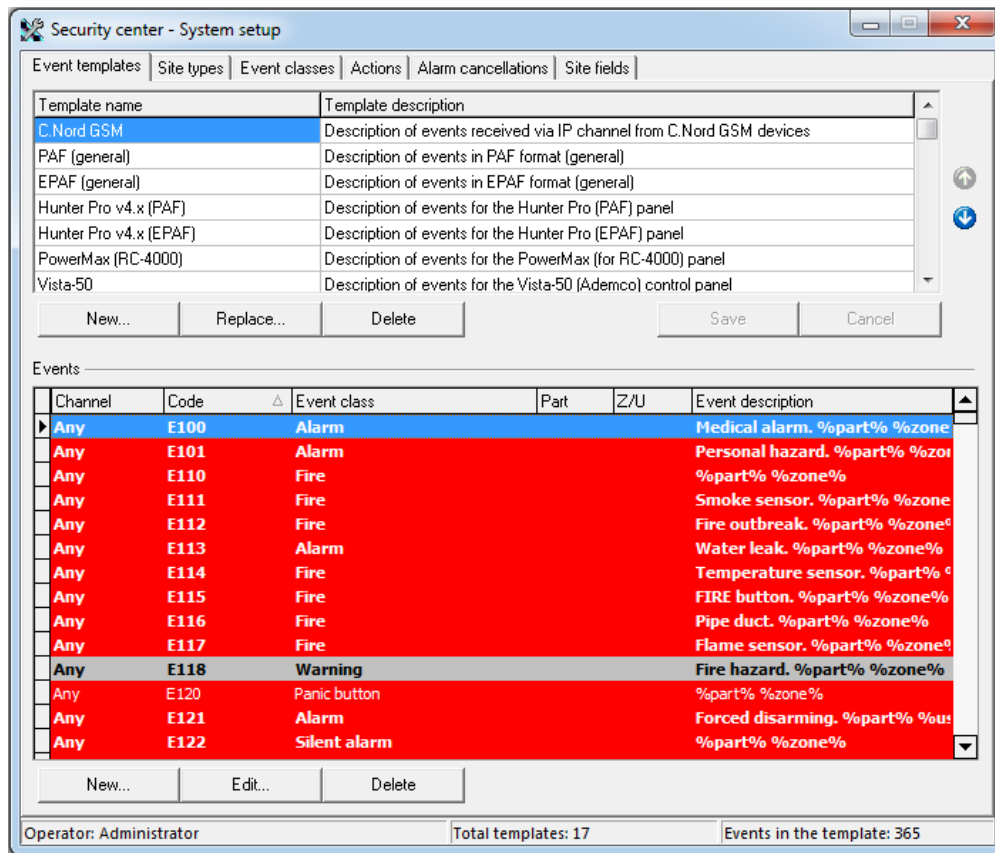 Security center - System setup
Event templates Site types Event classes Actions Alarm cancellations Site fields
Template name Template description
C.Nord GSM Description of events received via IP channel from C.Nord GSM devices
PAF (general) Description of events in PAF format (general)
EPAF (general) Description of events in EPAF format (general)
Hunter Pro v4.x (PAF) Description of events for the Hunter Pro (PAF) panel
Hunter Pro v4.x (EPAF) Description of events for the Hunter Pro (EPAF) panel
PowerMax (RC-4000) Description of events for the PowerMax (for RC-4000) panel
Vista-50 Description of events for the Vista-50 (Ademco) control panel
New... Replace... Delete Save Cancel
Events
Channel Code Event class Part Z/U Event description
Any E100 Alarm Medical alarm. %part% %zone
Any E101 Alarm Personal hazard. %part%
Any E110 Fire %part% %zone%
Any E111 Fire Smoke sensor. %part% %zone
Any E112 Fire Fire outbreak. %part% %zone
Any E113 Alarm Water leak. %part% %zone%
Any E114 Fire Temperature sensor. %part%
Any E115 Fire FIRE button. %part% %zone%
Any E116 Fire Pipe duct. %part% %zone%
Any E117 Fire Flame sensor. %part% %zone
Any E118 Warning Fire hazard. %part% %zone%
Any E120 Panic button %part% %zone%
Any E121 Alarm Forced disarming. %part% %us
Any E122 Silent alarm %part% %zone%
New... Edit... Delete
Operator: Administrator Total templates: 17 Events in the template: 365